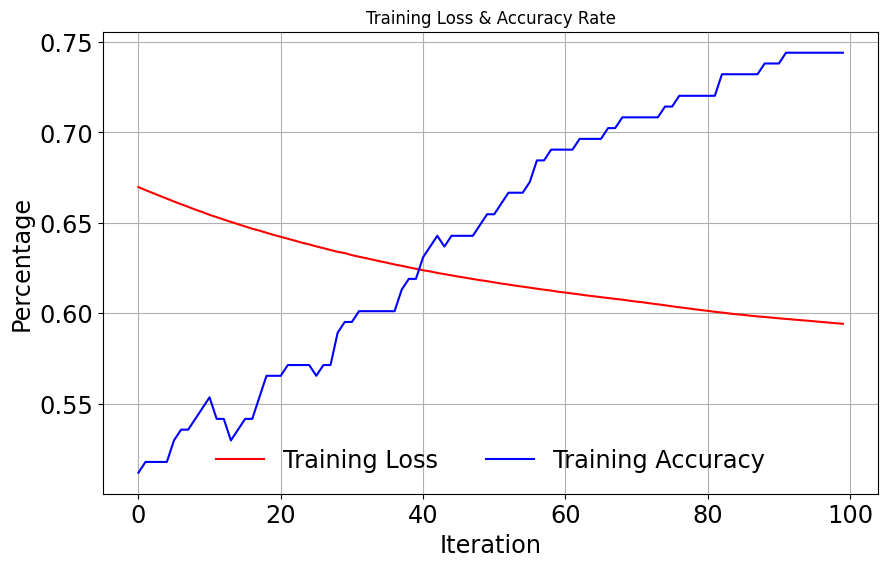 Training Loss & Accuracy Rate
0.75
0.70
0.65
0.60
0.55
Percentage
Training Loss
Training Accuracy
0
20
40
60
80
100
Iteration